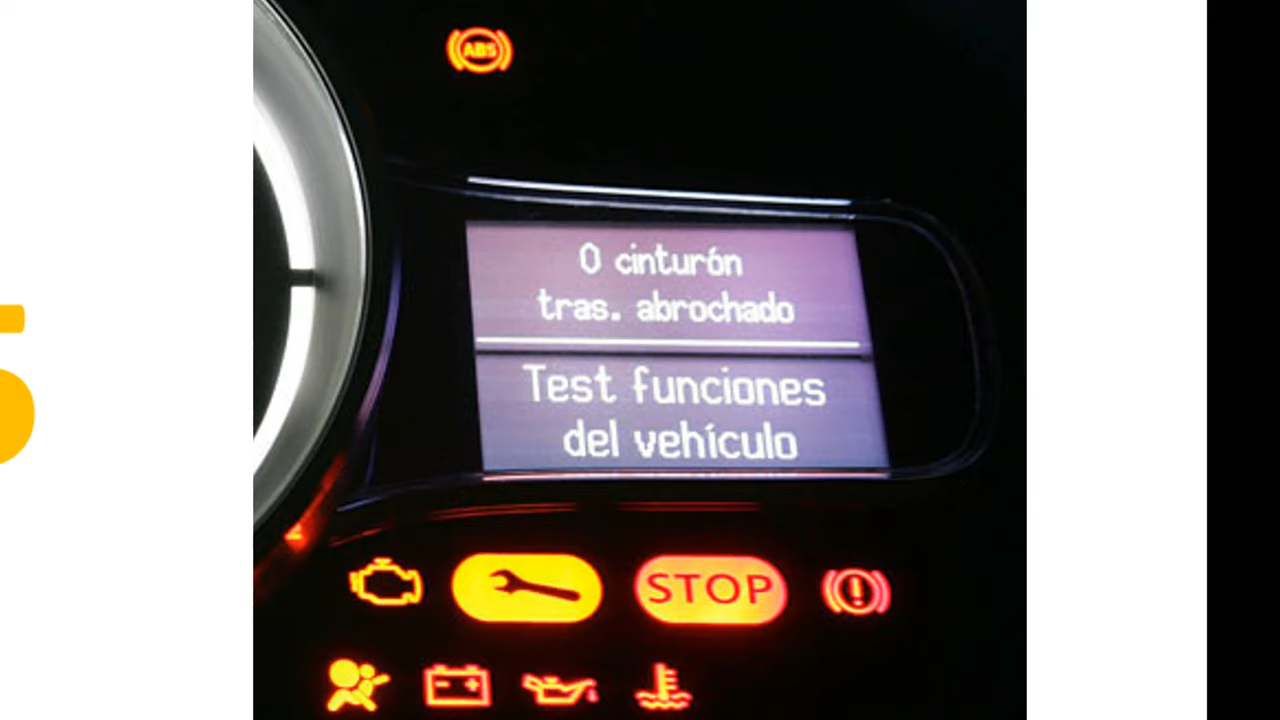 ABS
0 cinturón
tras. abrochado
Test funciones
del vehículo
STOP